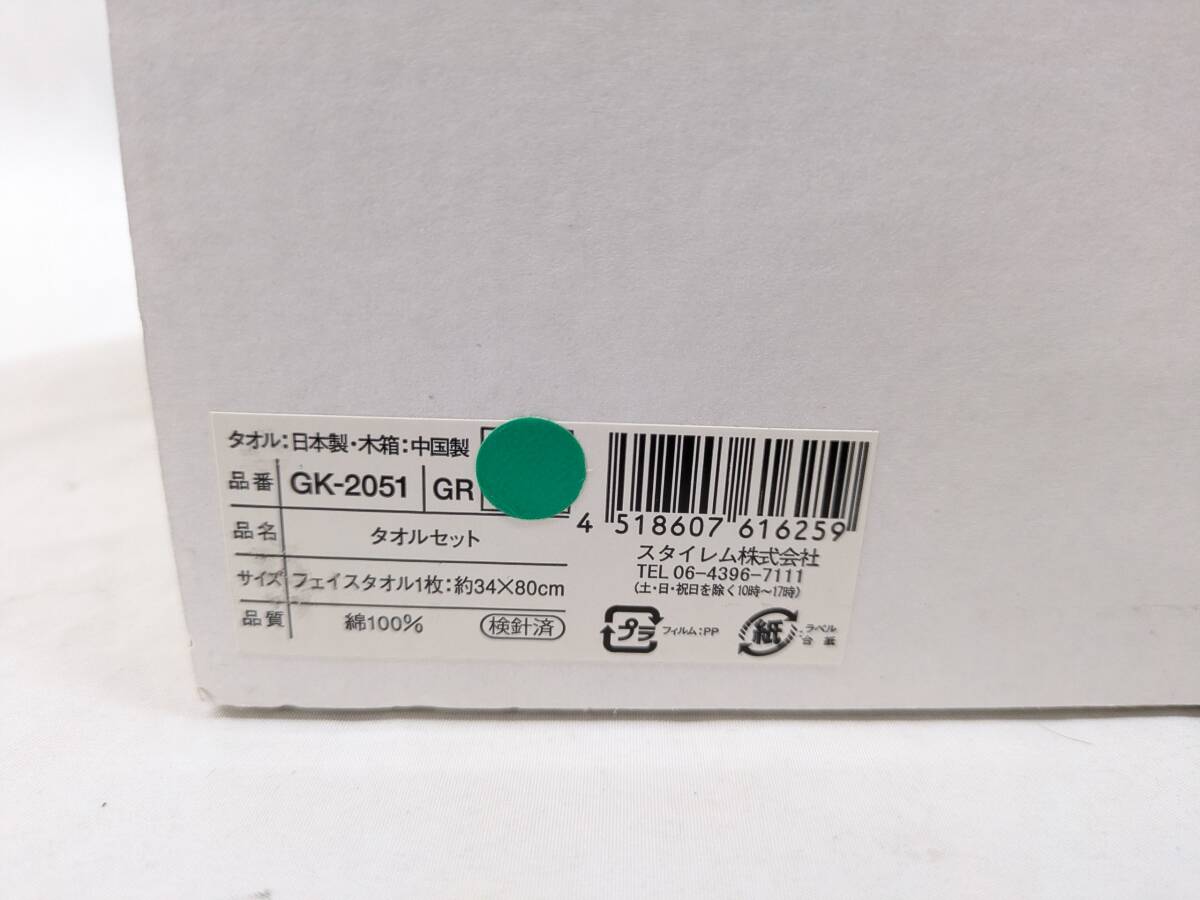 タオル:日本製・木箱:中国製
品番 GK-2051 GR
品名 タオルセット
サイズ フェイスタオル1枚:約34×80cm
品質 綿100% 検針済
4 518607 616259
スタイレム株式会社
TEL 06-4396-7111
(土・日・祝日を除く10時〜17時)
プラ フィルム:PP
紙 :ラベル
台紙